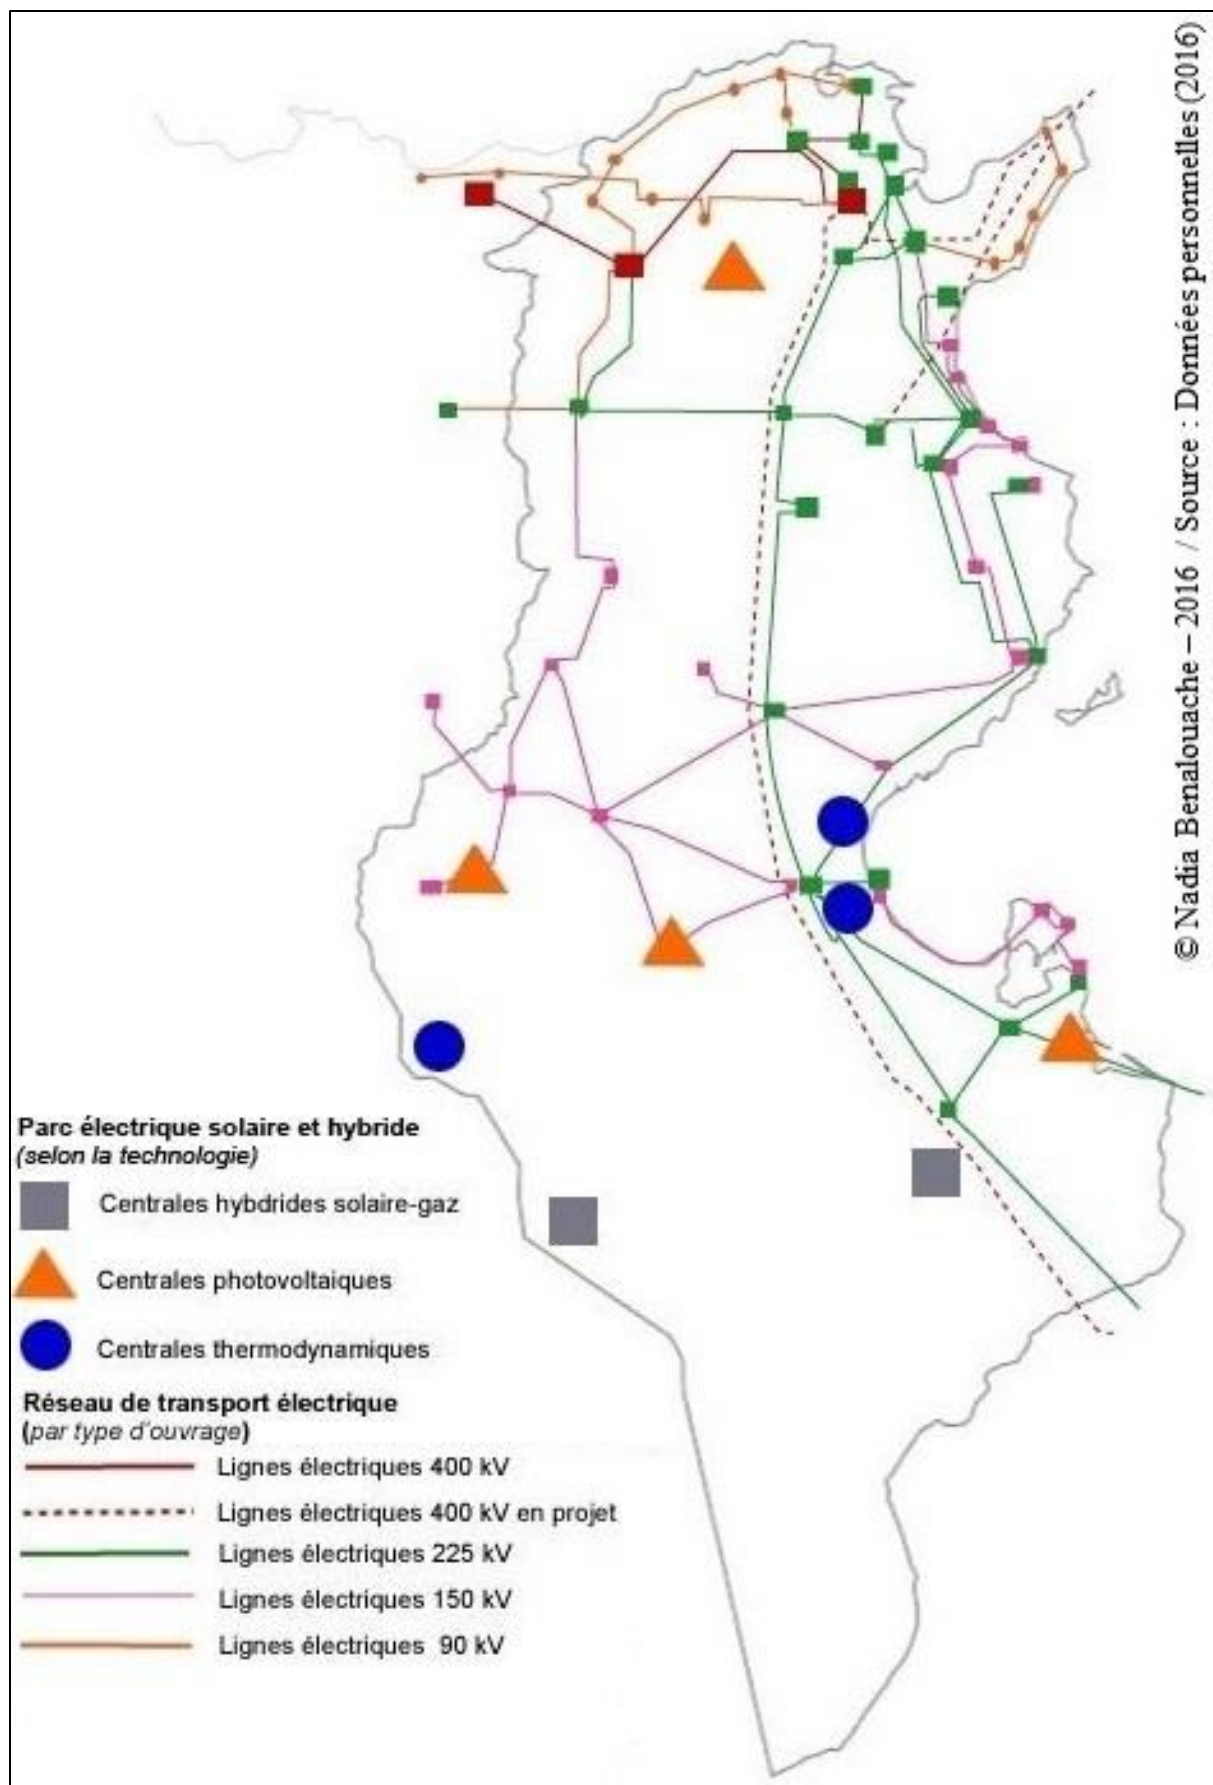 © Nadia Benalouache – 2016 / Source : Données personnelles (2016)
Parc électrique solaire et hybride
(selon la technologie)
Centrales hybdrides solaire-gaz
Centrales photovoltaiques
Centrales thermodynamiques
Réseau de transport électrique
(par type d'ouvrage)
Lignes électriques 400 kV
Lignes électriques 400 kV en projet
Lignes électriques 225 kV
Lignes électriques 150 kV
Lignes électriques 90 kV